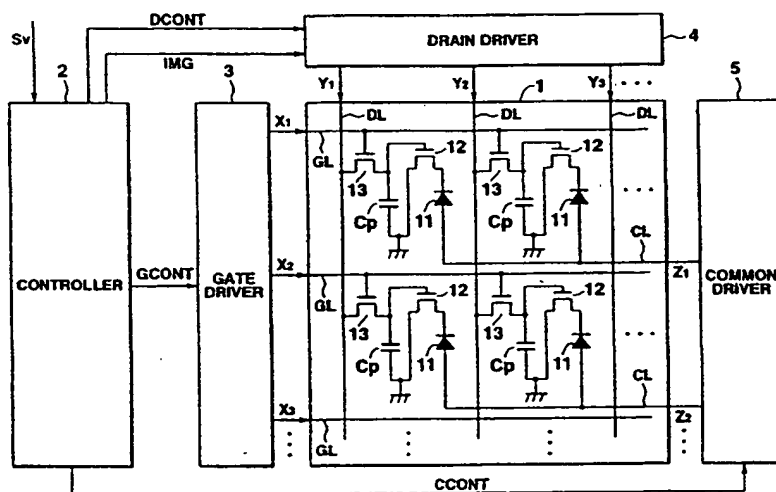 DCONT
Sv
DRAIN DRIVER
4
IMG
2
3
Y1
Y2
Y3
1
5
DL
DL
DL
X1
GL
12
12
13
13
Cp
11
Cp
11
CL
CONTROLLER
GCONT
GATE
DRIVER
X2
Z1
COMMON
DRIVER
GL
GL
12
12
13
13
Cp
11
Cp
11
CL
X3
Z2
GL
CCONT